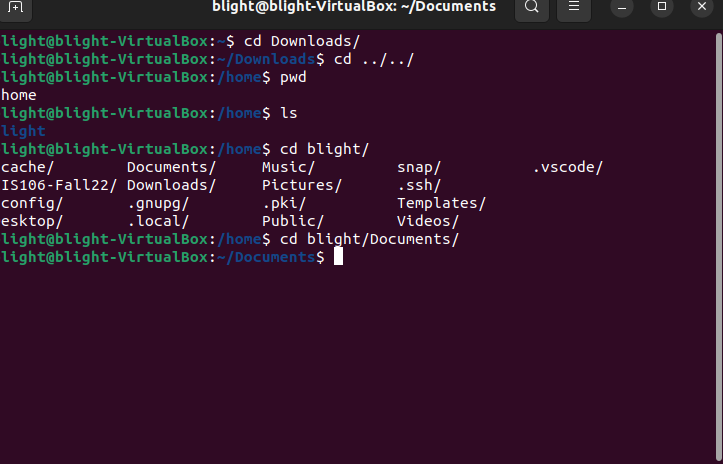 blight@blight-VirtualBox: ~/Documents
light@blight-VirtualBox:~$ cd Downloads/
light@blight-VirtualBox:~/Downloads$ cd ../../
light@blight-VirtualBox:/home$ pwd
home
light@blight-VirtualBox:/home$ ls
light
light@blight-VirtualBox:/home$ cd blight/
cache/ Documents/ Music/ snap/ .vscode/
IS106-Fall22/ Downloads/ Pictures/ .ssh/
config/ .gnupg/ .pki/ Templates/
esktop/ .local/ Public/ Videos/
light@blight-VirtualBox:/home$ cd blight/Documents/
light@blight-VirtualBox:~/Documents$